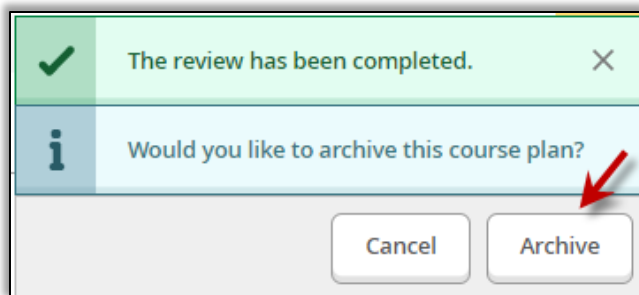 The review has been completed.
Would you like to archive this course plan?
Cancel Archive